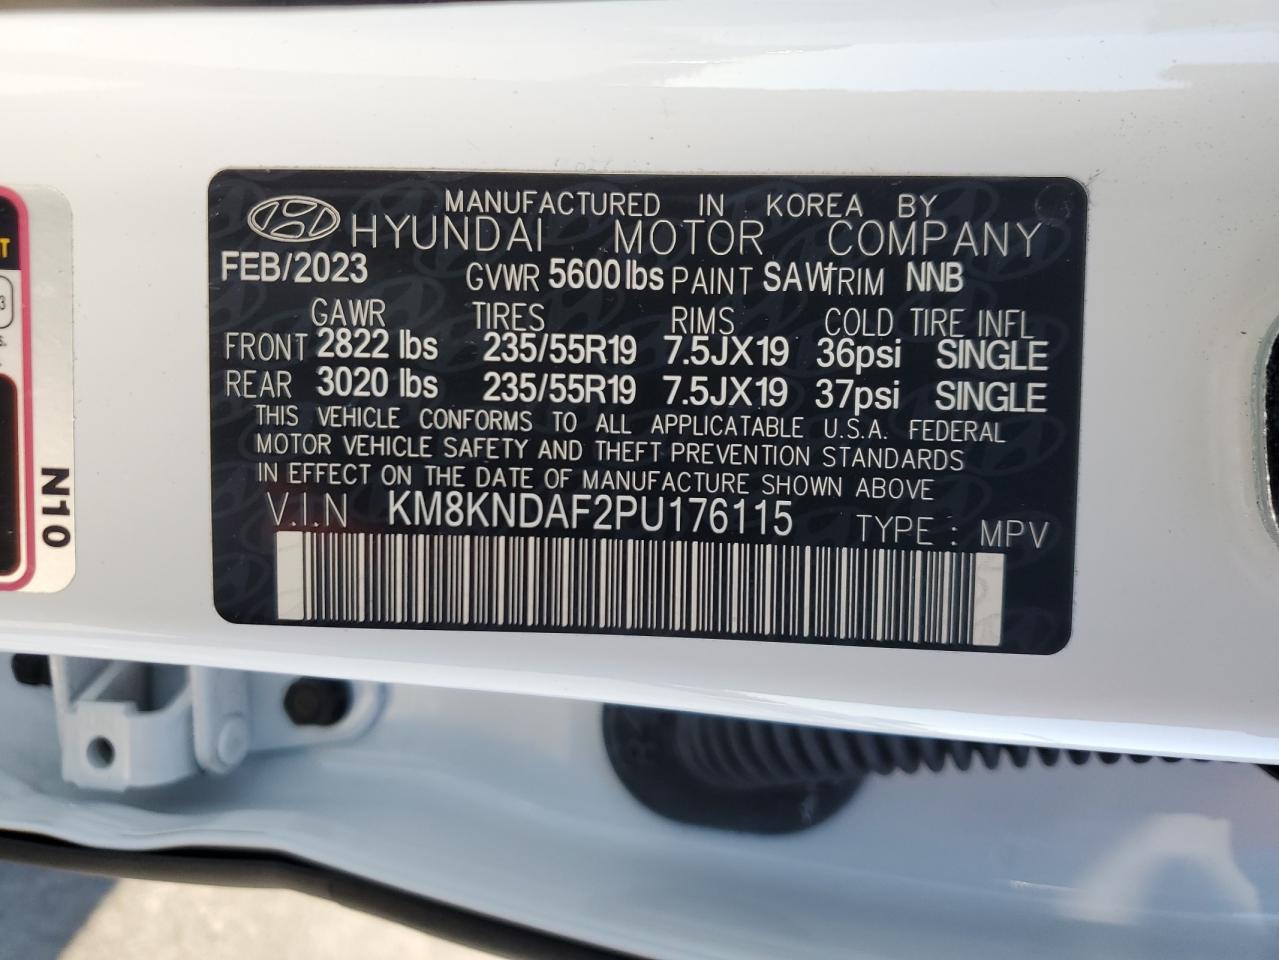 MANUFACTURED IN KOREA BY
HYUNDAI MOTOR COMPANY
FEB/2023 GVWR 5600lbs PAINT SAW TRIM NNB
GAWR TIRES RIMS COLD TIRE INFL
FRONT 2822 lbs 235/55R19 7.5JX19 36psi SINGLE
REAR 3020 lbs 235/55R19 7.5JX19 37psi SINGLE
THIS VEHICLE CONFORMS TO ALL APPLICATABLE U.S.A. FEDERAL
MOTOR VEHICLE SAFETY AND THEFT PREVENTION STANDARDS
IN EFFECT ON THE DATE OF MANUFACTURE SHOWN ABOVE
V.I.N KM8KNDAF2PU176115 TYPE : MPV
N10